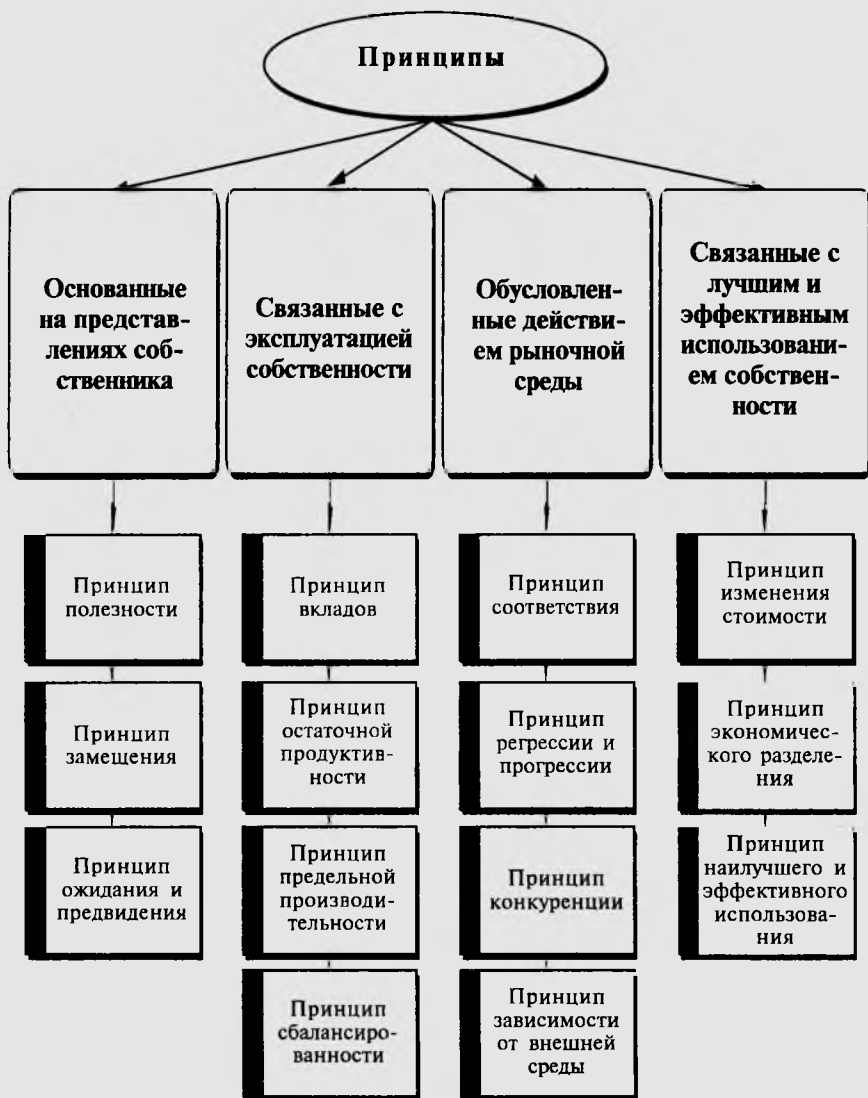 Принципы
Основанные
на представ-
лениях соб-
ственника
Связанные с
эксплуатацией
собственности
Обусловлен-
ные действи-
ем рыночной
среды
Связанные с
лучшим и
эффективным
использовани-
ем собствен-
ности
Принцип
полезности
Принцип
замещения
Принцип
ожидания и
предвидения
Принцип
вкладов
Принцип
остаточной
продуктив-
ности
Принцип
предельной
производи-
тельности
Принцип
сбалансиро-
ванности
Принцип
соответствия
Принцип
регрессии и
прогрессии
Принцип
конкуренции
Принцип
зависимости
от внешней
среды
Принцип
изменения
стоимости
Принцип
экономичес-
кого разделе-
ния
Принцип
наилучшего и
эффективного
использова-
ния